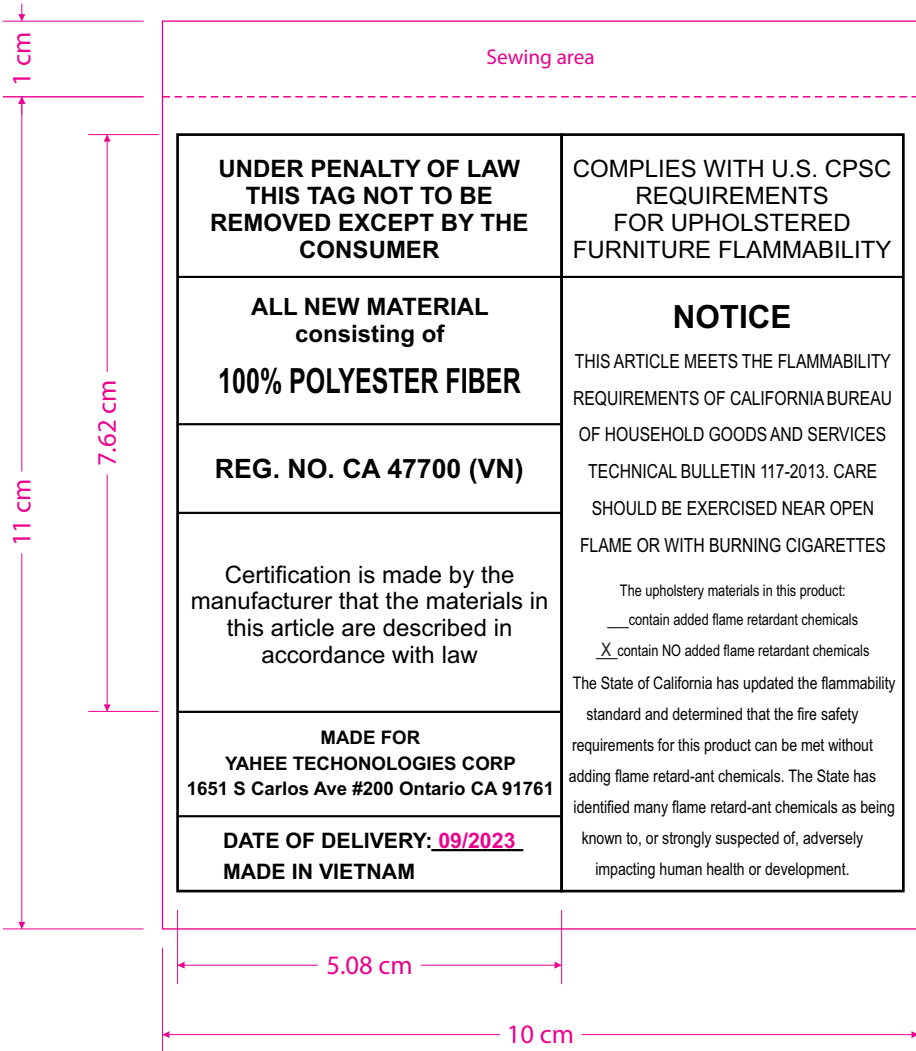 1 cm
Sewing area
11 cm
7.62 cm
UNDER PENALTY OF LAW
THIS TAG NOT TO BE
REMOVED EXCEPT BY THE
CONSUMER
ALL NEW MATERIAL
consisting of
100% POLYESTER FIBER
REG. NO. CA 47700 (VN)
Certification is made by the
manufacturer that the materials in
this article are described in
accordance with law
MADE FOR
YAHEE TECHONOLOGIES CORP
1651 S Carlos Ave #200 Ontario CA 91761
DATE OF DELIVERY: 09/2023
MADE IN VIETNAM
COMPLIES WITH U.S. CPSC
REQUIREMENTS
FOR UPHOLSTERED
FURNITURE FLAMMABILITY
NOTICE
THIS ARTICLE MEETS THE FLAMMABILITY
REQUIREMENTS OF CALIFORNIA BUREAU
OF HOUSEHOLD GOODS AND SERVICES
TECHNICAL BULLETIN 117-2013. CARE
SHOULD BE EXERCISED NEAR OPEN
FLAME OR WITH BURNING CIGARETTES
The upholstery materials in this product:
___contain added flame retardant chemicals
_X_contain NO added flame retardant chemicals
The State of California has updated the flammability
standard and determined that the fire safety
requirements for this product can be met without
adding flame retard-ant chemicals. The State has
identified many flame retard-ant chemicals as being
known to, or strongly suspected of, adversely
impacting human health or development.
5.08 cm
10 cm